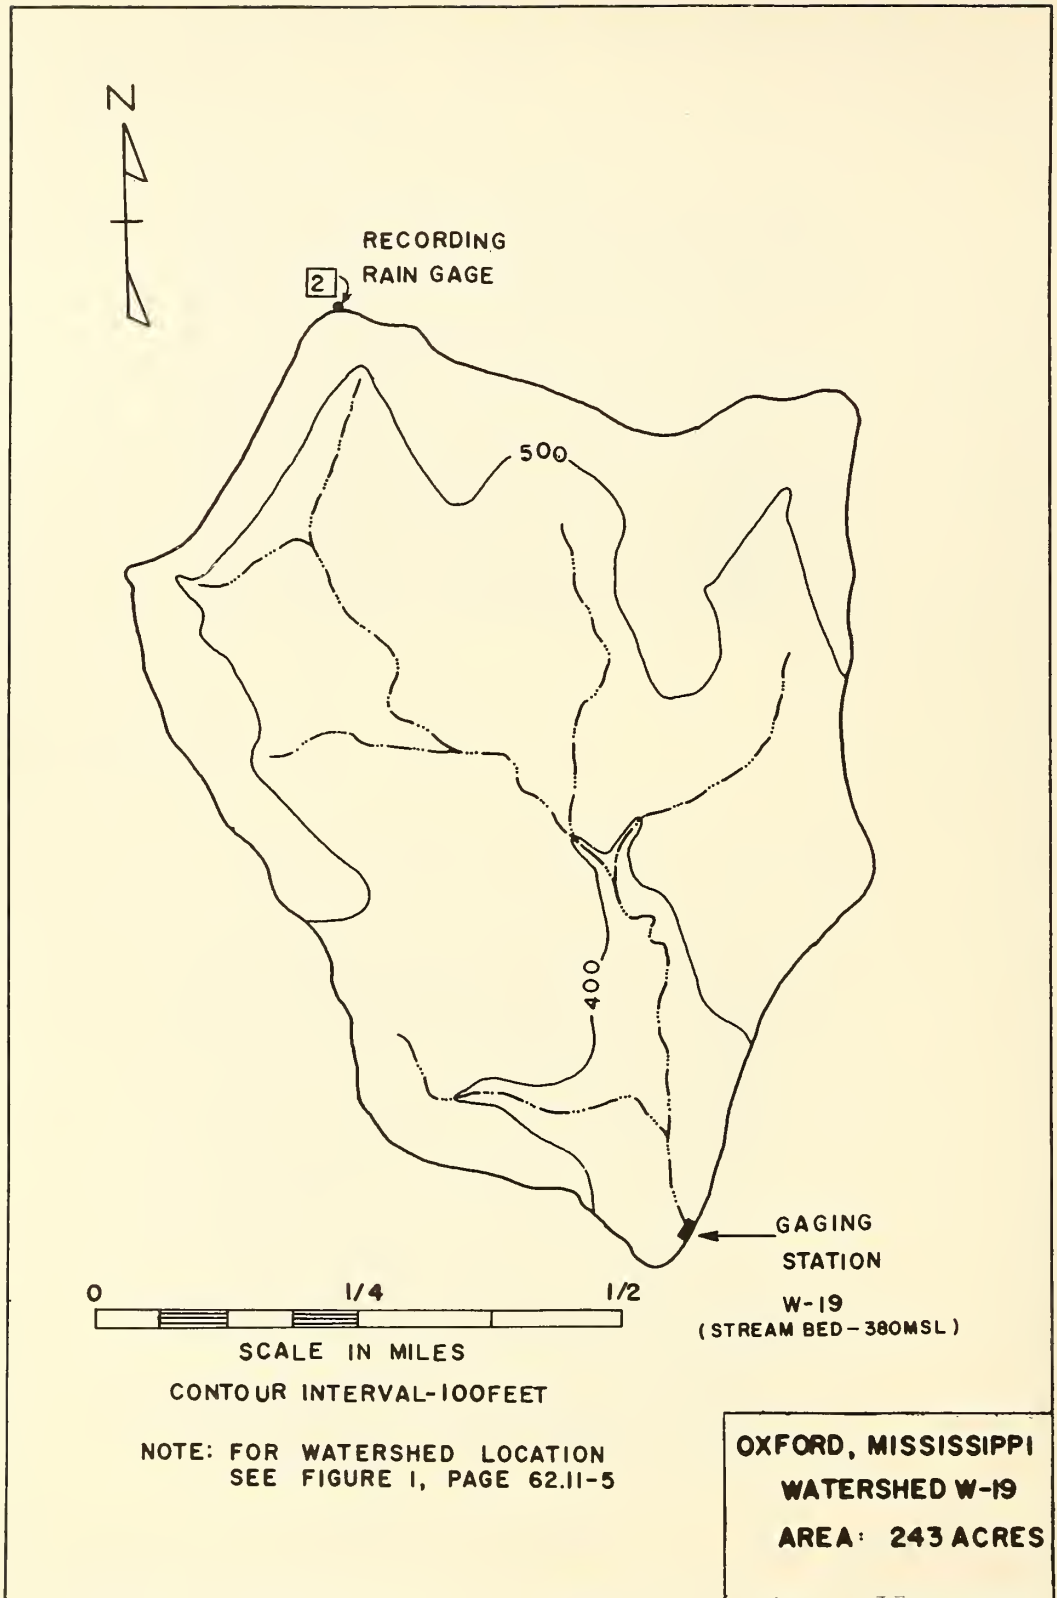 N
RECORDING
2 RAIN GAGE
500
400
GAGING
STATION
W-19
(STREAM BED-380MSL)
0 1/4 1/2
SCALE IN MILES
CONTOUR INTERVAL-100FEET
NOTE: FOR WATERSHED LOCATION
SEE FIGURE 1, PAGE 62.11-5
OXFORD, MISSISSIPPI
WATERSHED W-19
AREA: 243 ACRES